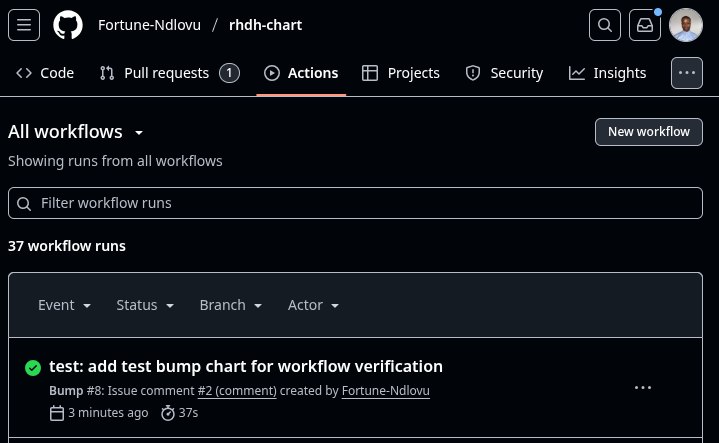 Fortune-Ndlovu / rhdh-chart
Code Pull requests 1 Actions Projects Security Insights
All workflows
New workflow
Showing runs from all workflows
Filter workflow runs
37 workflow runs
Event Status Branch Actor
test: add test bump chart for workflow verification
Bump #8: Issue comment #2 (comment) created by Fortune-Ndlovu
3 minutes ago 37s